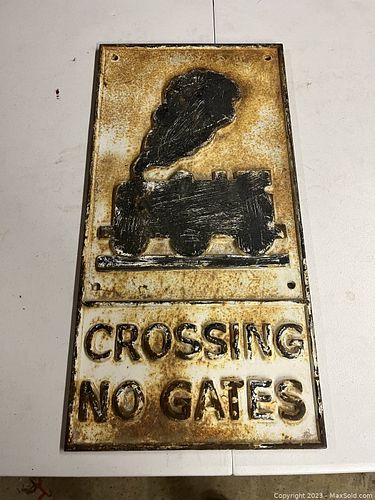 CROSSING
NO GATES
Copyright 2023 - MaxSold.com